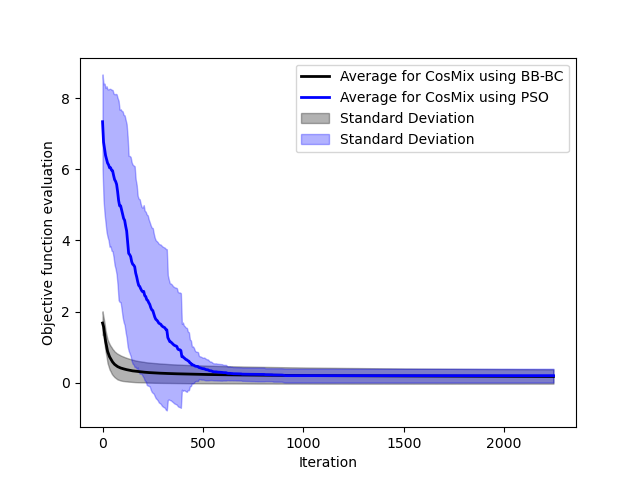 Average for CosMix using BB-BC
Average for CosMix using PSO
Standard Deviation
Standard Deviation
Objective function evaluation
8
6
4
2
0
0 500 1000 1500 2000
Iteration